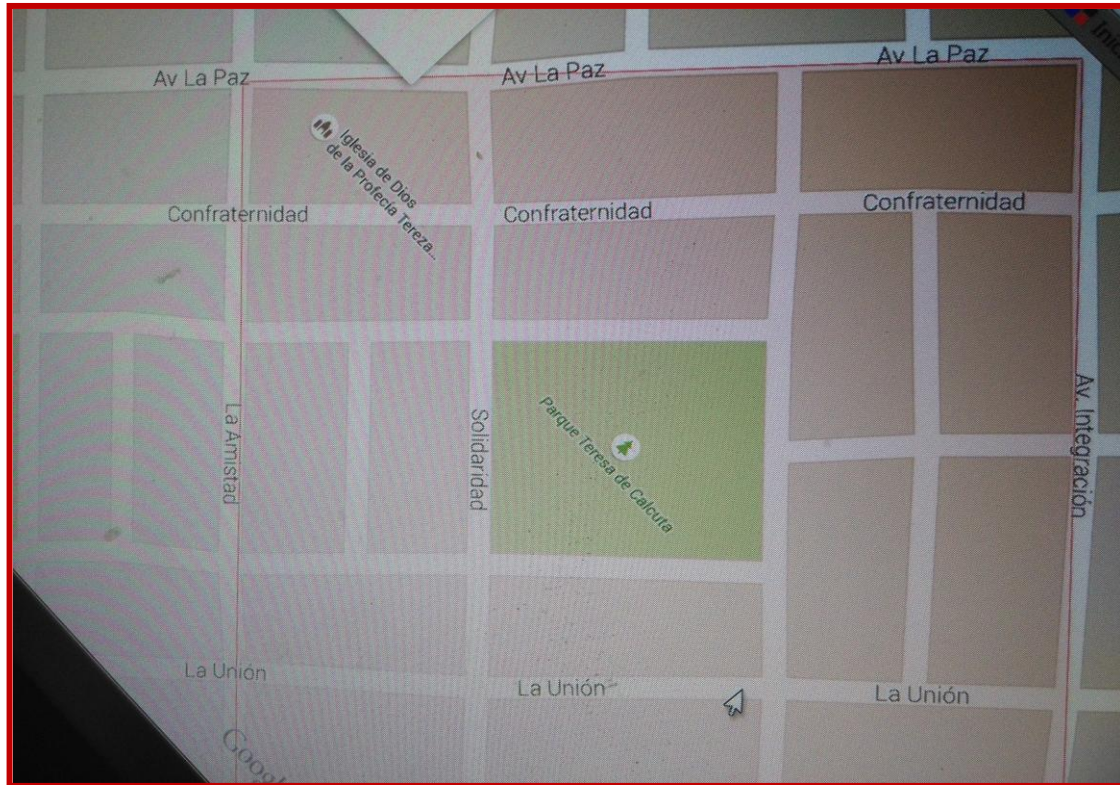 Av La Paz
Av La Paz
Av La Paz
Iglesia de Dios
de la Profecía Tereza...
Confraternidad
Confraternidad
Confraternidad
La Amistad
Solidaridad
Parque Teresa de Calcuta
Av. Integración
La Unión
La Unión
La Unión